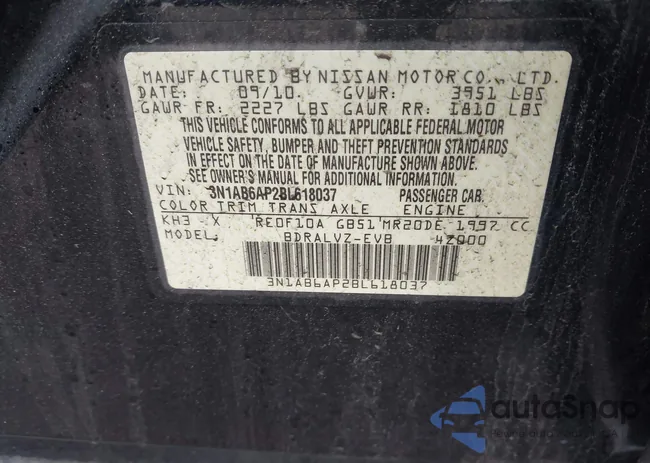 MANUFACTURED BY NISSAN MOTOR CO., LTD.
DATE: 09/10 GVWR: 3951 LBS
GAWR FR: 2227 LBS GAWR RR: 1810 LBS
THIS VEHICLE CONFORMS TO ALL APPLICABLE FEDERAL MOTOR
VEHICLE SAFETY, BUMPER AND THEFT PREVENTION STANDARDS
IN EFFECT ON THE DATE OF MANUFACTURE SHOWN ABOVE.
SEE OWNER'S MANUAL FOR MORE INFORMATION.
VIN: 3N1AB6AP2BL618037 PASSENGER CAR.
COLOR TRIM TRANS AXLE ENGINE
KH3 X RE0F10A GB51 MR20DE 1997 CC
MODEL BDRALVZ-EVB 4Z000
3N1AB6AP2BL618037
autoSnap